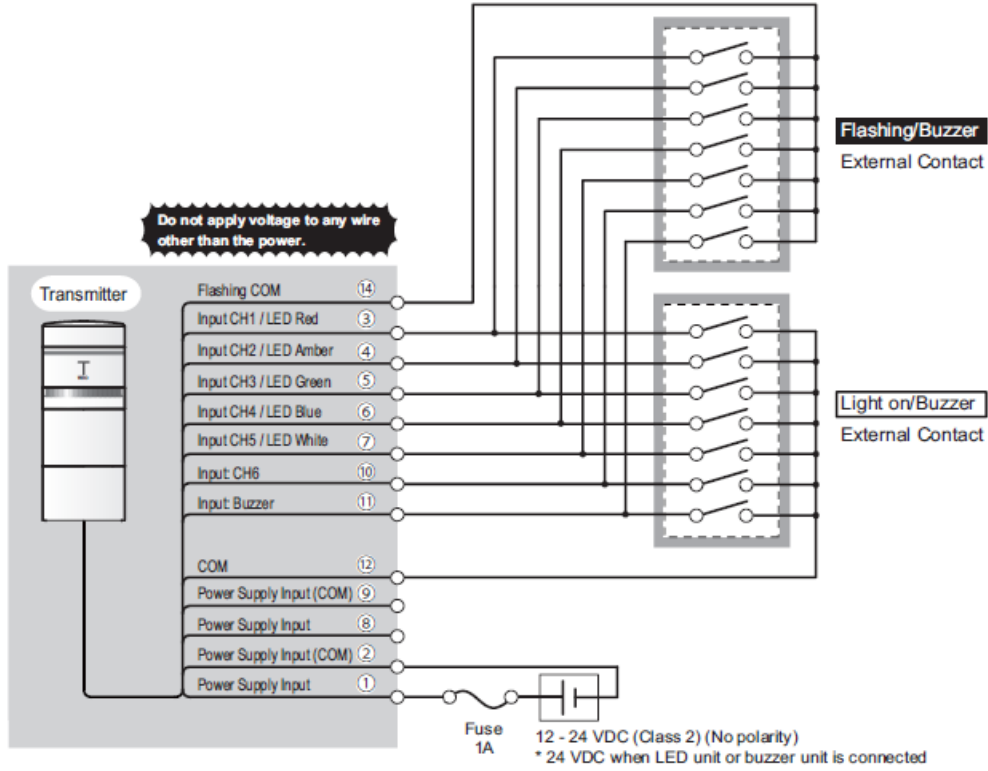 Flashing/Buzzer
External Contact
Do not apply voltage to any wire
other than the power.
Transmitter
Flashing COM ⑭
Input CH1 / LED Red ③
Input CH2 / LED Amber ④
Input CH3 / LED Green ⑤
Input CH4 / LED Blue ⑥
Input CH5 / LED White ⑦
Input: CH6 ⑩
Input: Buzzer ⑪
Light on/Buzzer
External Contact
COM ⑫
Power Supply Input (COM) ⑨
Power Supply Input ⑧
Power Supply Input (COM) ②
Power Supply Input ①
Fuse
1A
12 - 24 VDC (Class 2) (No polarity)
* 24 VDC when LED unit or buzzer unit is connected